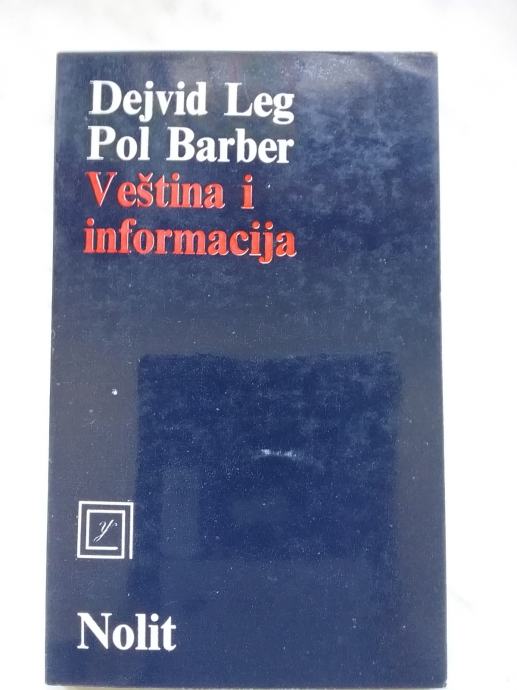 Dejvid Leg
Pol Barber
Veština i
informacija
y
Nolit